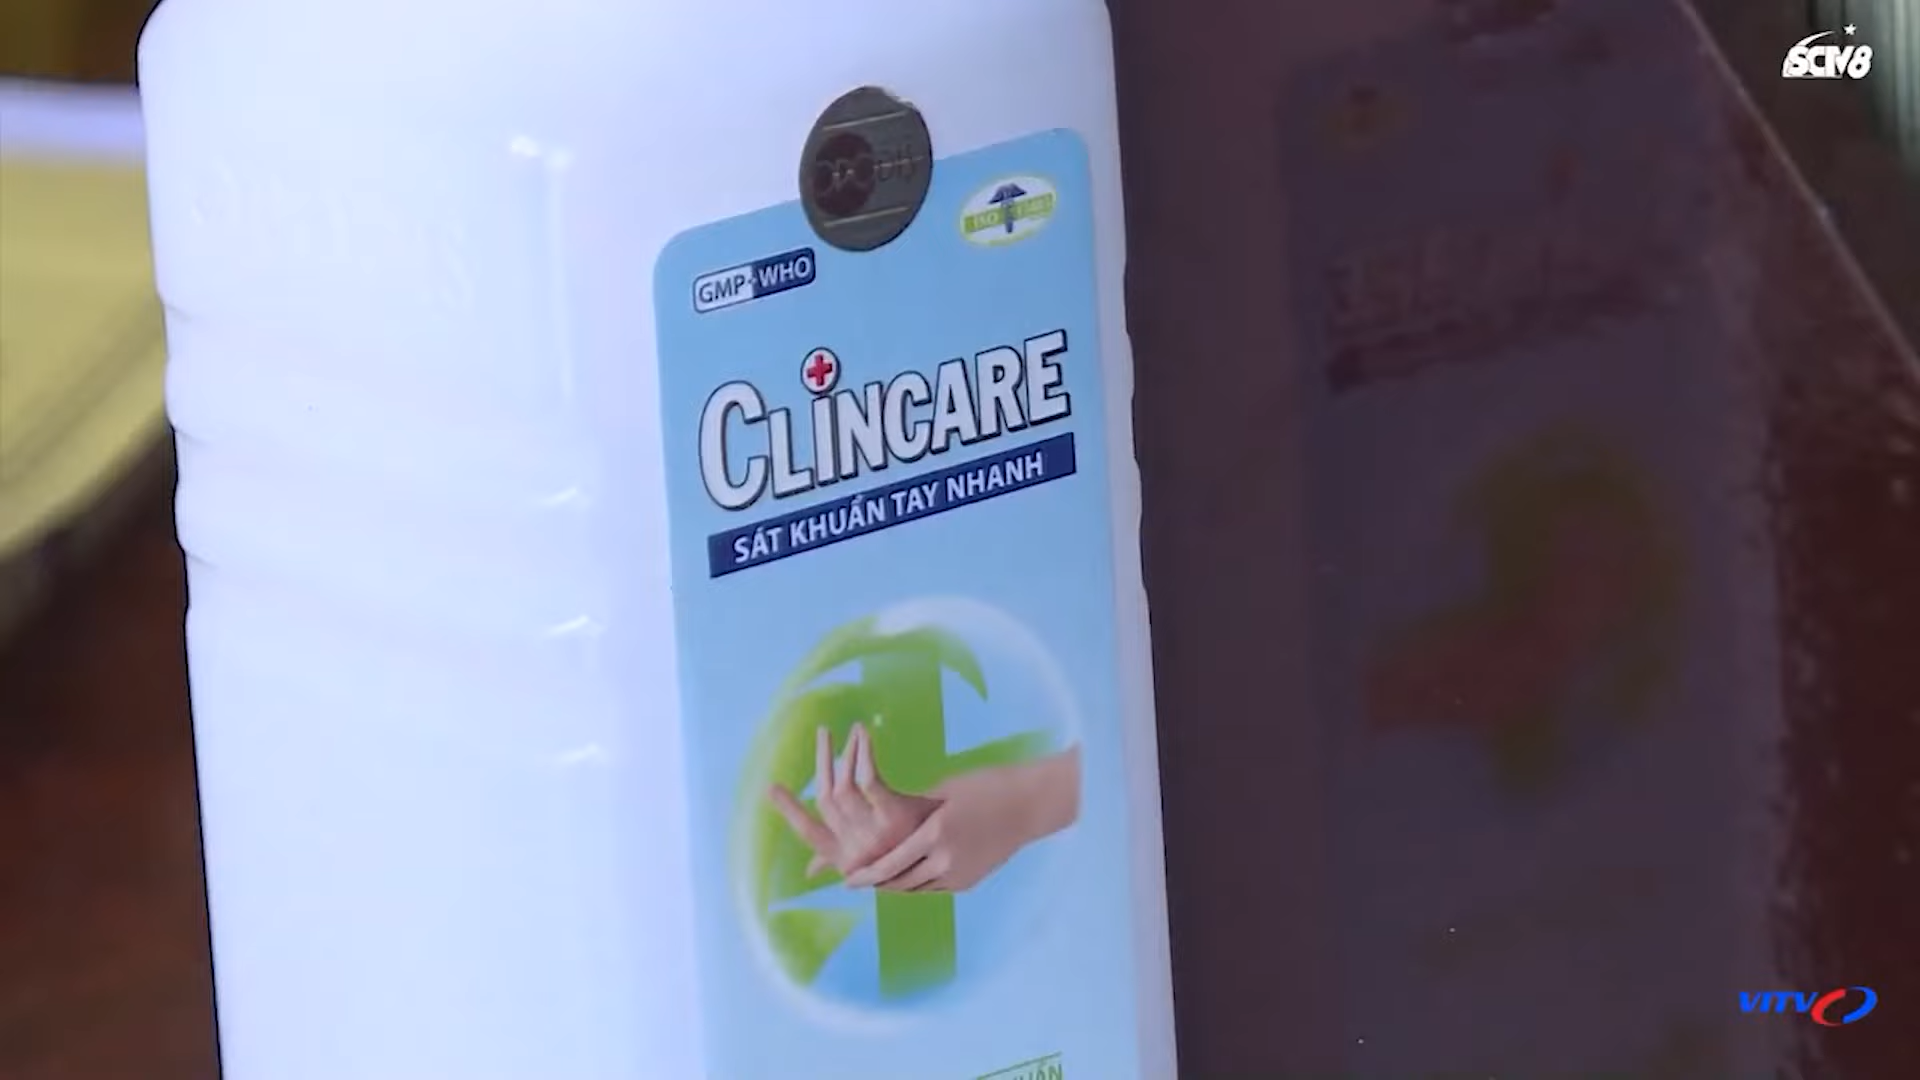 SCTV8
GMP-WHO
CLINCARE
SÁT KHUẨN TAY NHANH
VITV